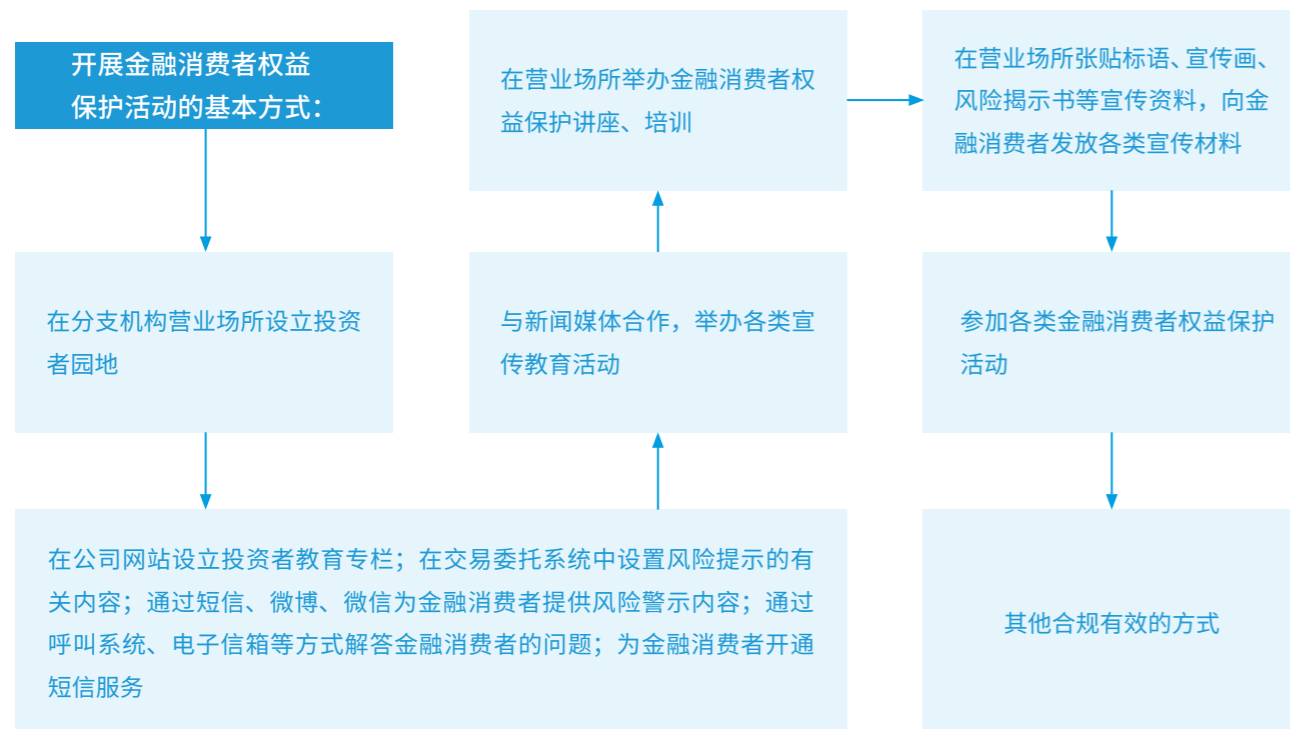 开展金融消费者权益
保护活动的基本方式：
在分支机构营业场所设立投资
者园地
在公司网站设立投资者教育专栏；在交易委托系统中设置风险提示的有
关内容；通过短信、微博、微信为金融消费者提供风险警示内容；通过
呼叫系统、电子信箱等方式解答金融消费者的问题；为金融消费者开通
短信服务
与新闻媒体合作，举办各类宣
传教育活动
在营业场所举办金融消费者权
益保护讲座、培训
在营业场所张贴标语、宣传画、
风险揭示书等宣传资料，向金
融消费者发放各类宣传材料
参加各类金融消费者权益保护
活动
其他合规有效的方式